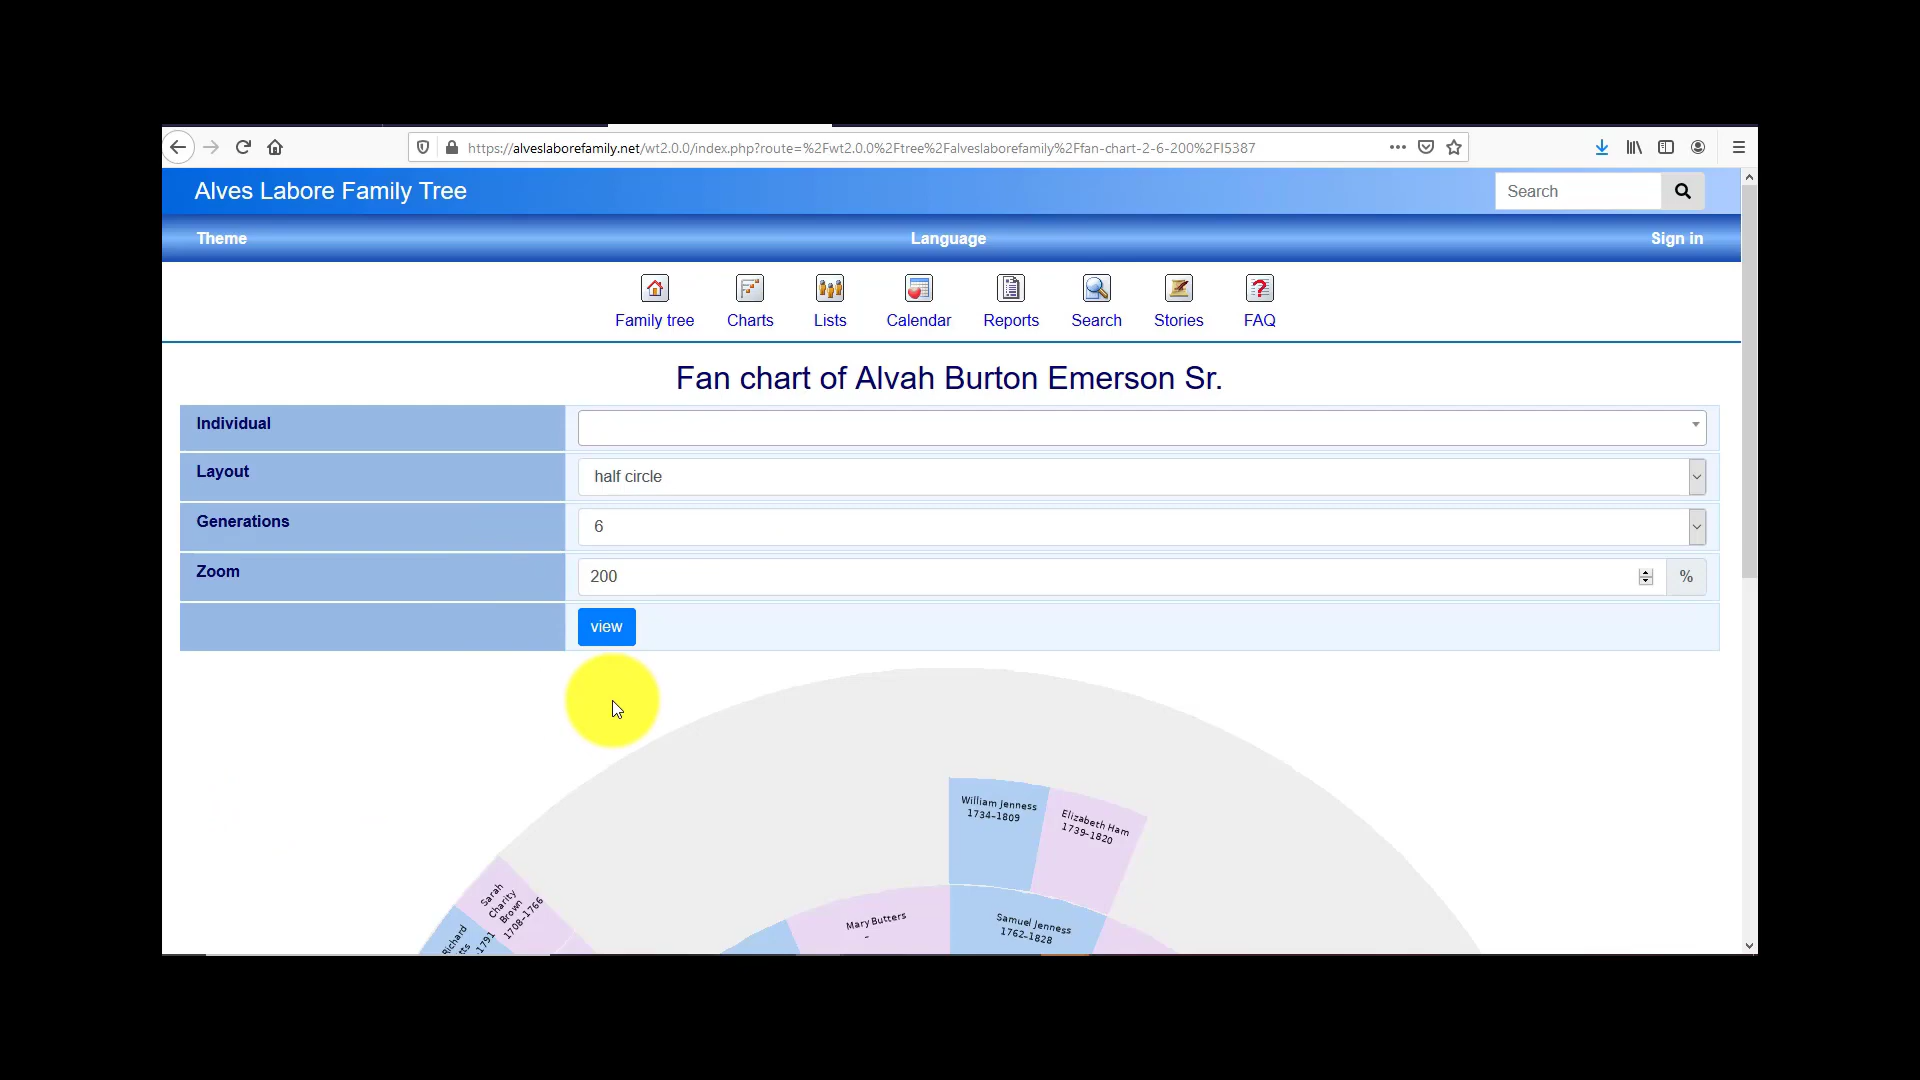 https://alveslaborefamily.net/wt2.0.0/index.php?route=%2Fwt2.0.0%2Ftree%2Falveslaborefamily%2Ffan-chart-2-6-200%2FI5387
Alves Labore Family Tree
Search
Theme
Language
Sign in
Family tree
Charts
Lists
Calendar
Reports
Search
Stories
FAQ
Fan chart of Alvah Burton Emerson Sr.
Individual
Layout
half circle
Generations
6
Zoom
200
%
view
William Jenness
1734–1809
Elizabeth Ham
1739–1820
Sarah
Charity
Brown
1708–1766
Mary Butters
–
Samuel Jenness
1762–1828